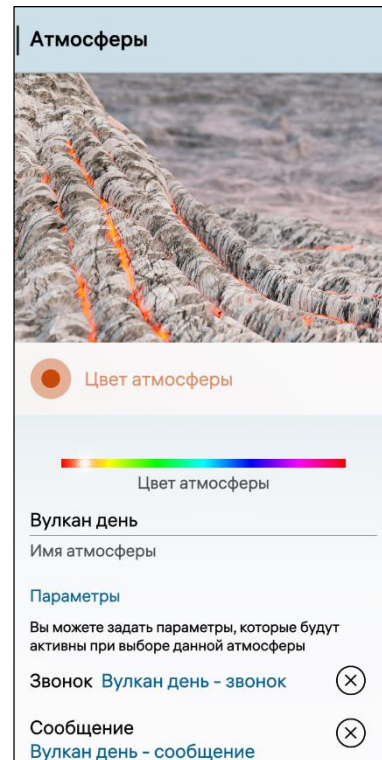 Атмосферы
Цвет атмосферы
Цвет атмосферы
Вулкан день
Имя атмосферы
Параметры
Вы можете задать параметры, которые будут
активны при выборе данной атмосферы
Звонок Вулкан день - звонок
Сообщение
Вулкан день - сообщение